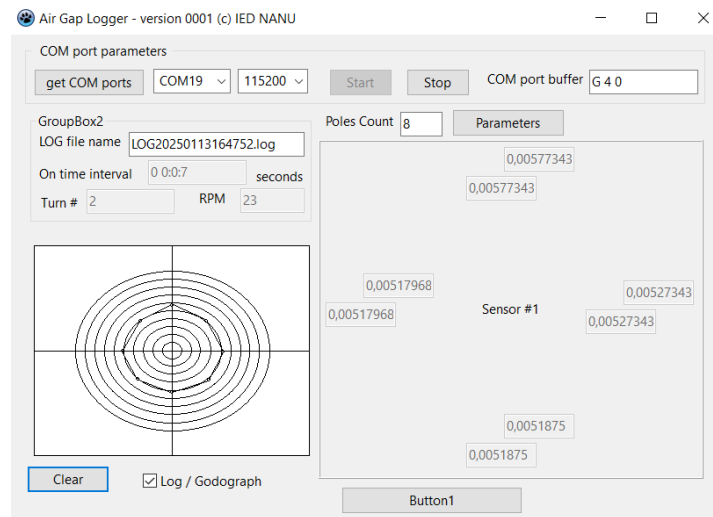 Air Gap Logger - version 0001 (c) IED NANU
COM port parameters
get COM ports COM19 115200 Start Stop COM port buffer G 4 0
GroupBox2
LOG file name LOG20250113164752.log
On time interval 0 0:0:7 seconds
Turn # 2 RPM 23
Poles Count 8 Parameters
0,00577343
0,00577343
0,00517968
0,00517968
Sensor #1
0,00527343
0,00527343
0,0051875
0,0051875
Clear Log / Godograph
Button1